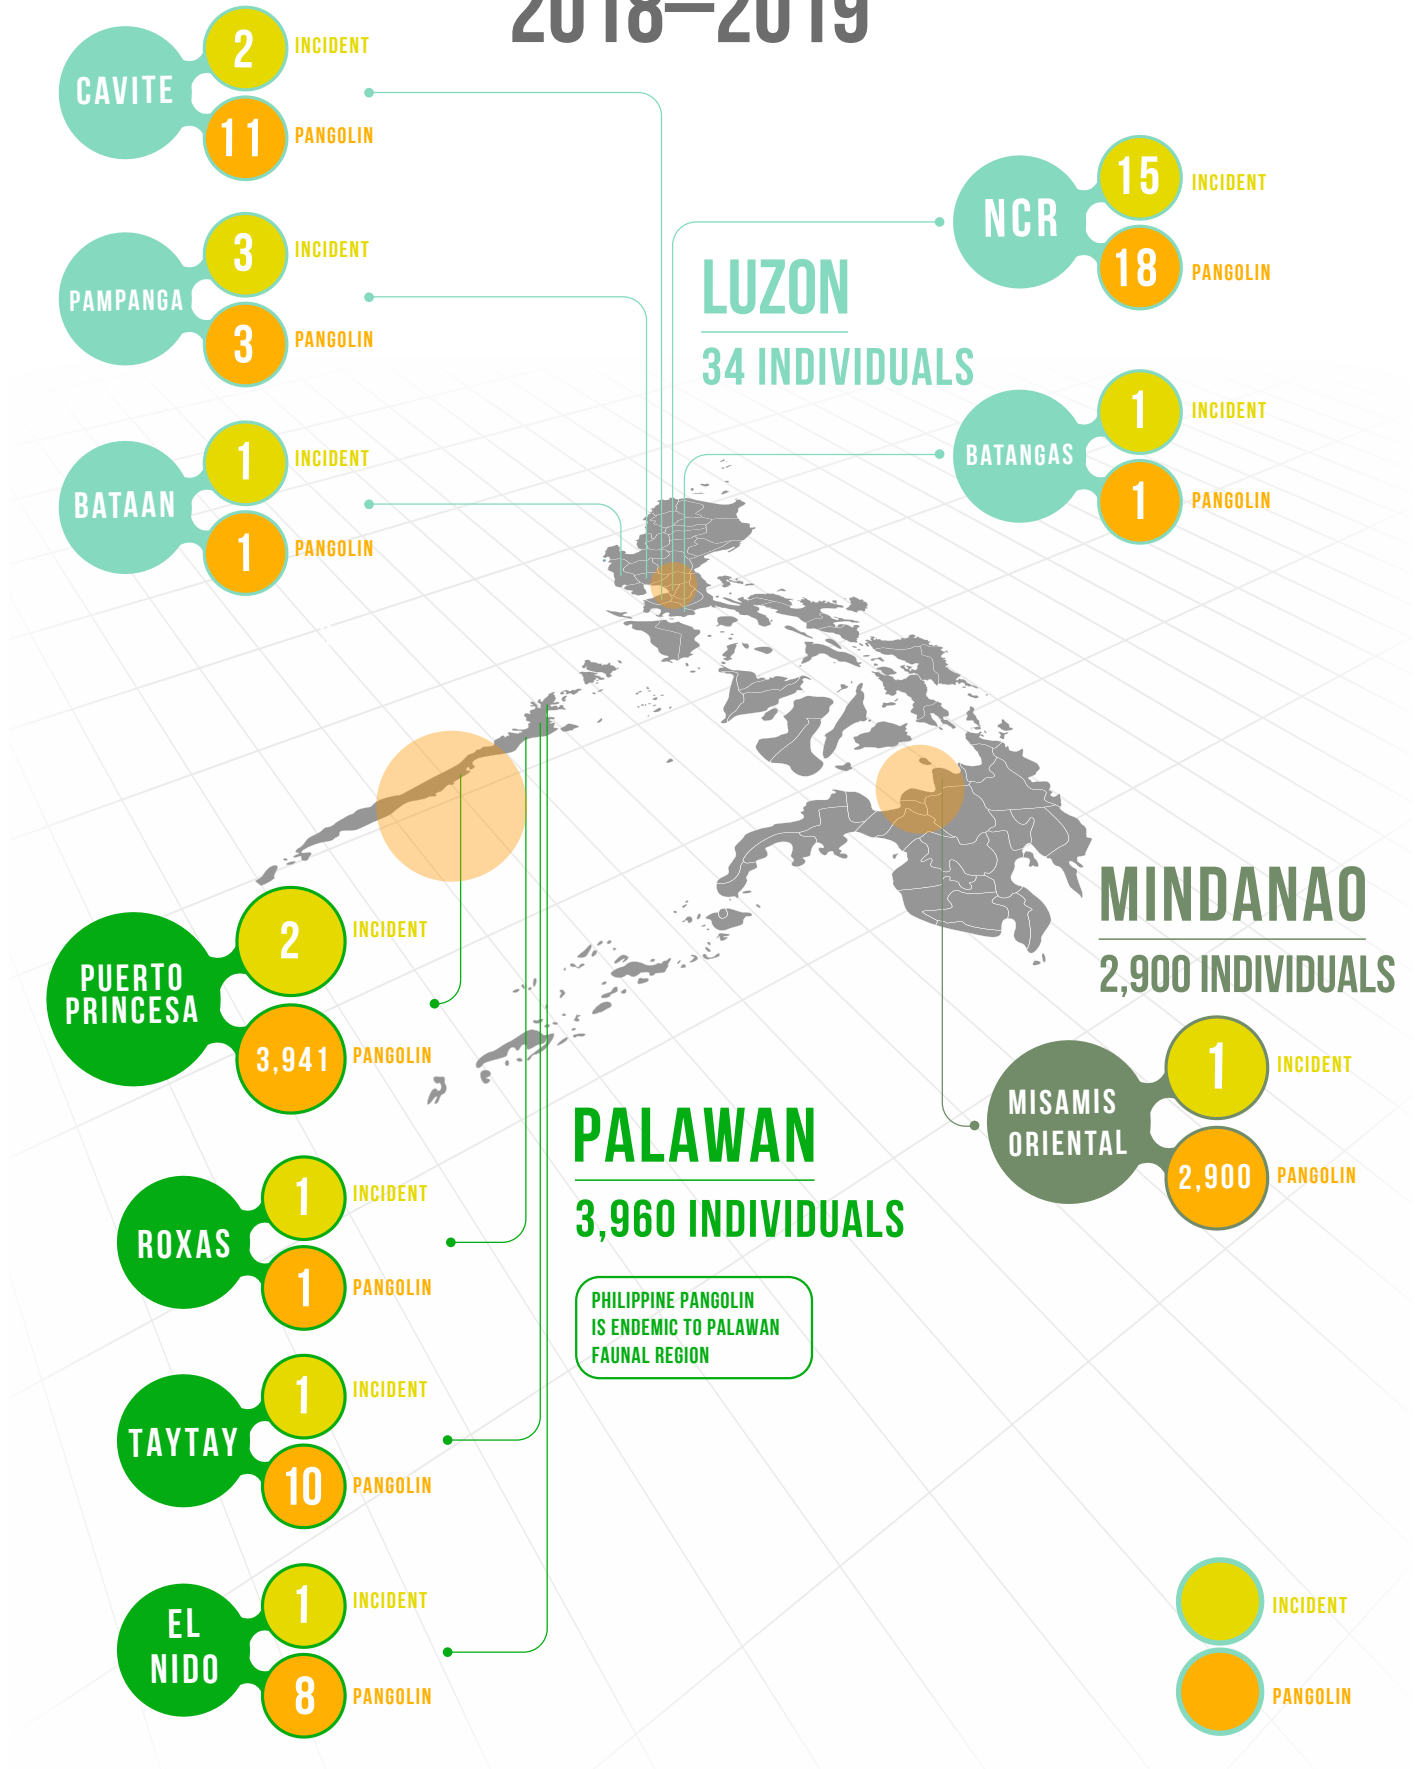 2018—2019
CAVITE
2 INCIDENT
11 PANGOLIN
PAMPANGA
3 INCIDENT
3 PANGOLIN
BATAAN
1 INCIDENT
1 PANGOLIN
NCR
15 INCIDENT
18 PANGOLIN
LUZON
34 INDIVIDUALS
BATANGAS
1 INCIDENT
1 PANGOLIN
PUERTO
PRINCESA
2 INCIDENT
3,941 PANGOLIN
ROXAS
1 INCIDENT
1 PANGOLIN
TAYTAY
1 INCIDENT
10 PANGOLIN
EL
NIDO
1 INCIDENT
8 PANGOLIN
PALAWAN
3,960 INDIVIDUALS
PHILIPPINE PANGOLIN
IS ENDEMIC TO PALAWAN
FAUNAL REGION
MINDANAO
2,900 INDIVIDUALS
MISAMIS
ORIENTAL
1 INCIDENT
2,900 PANGOLIN
INCIDENT
PANGOLIN